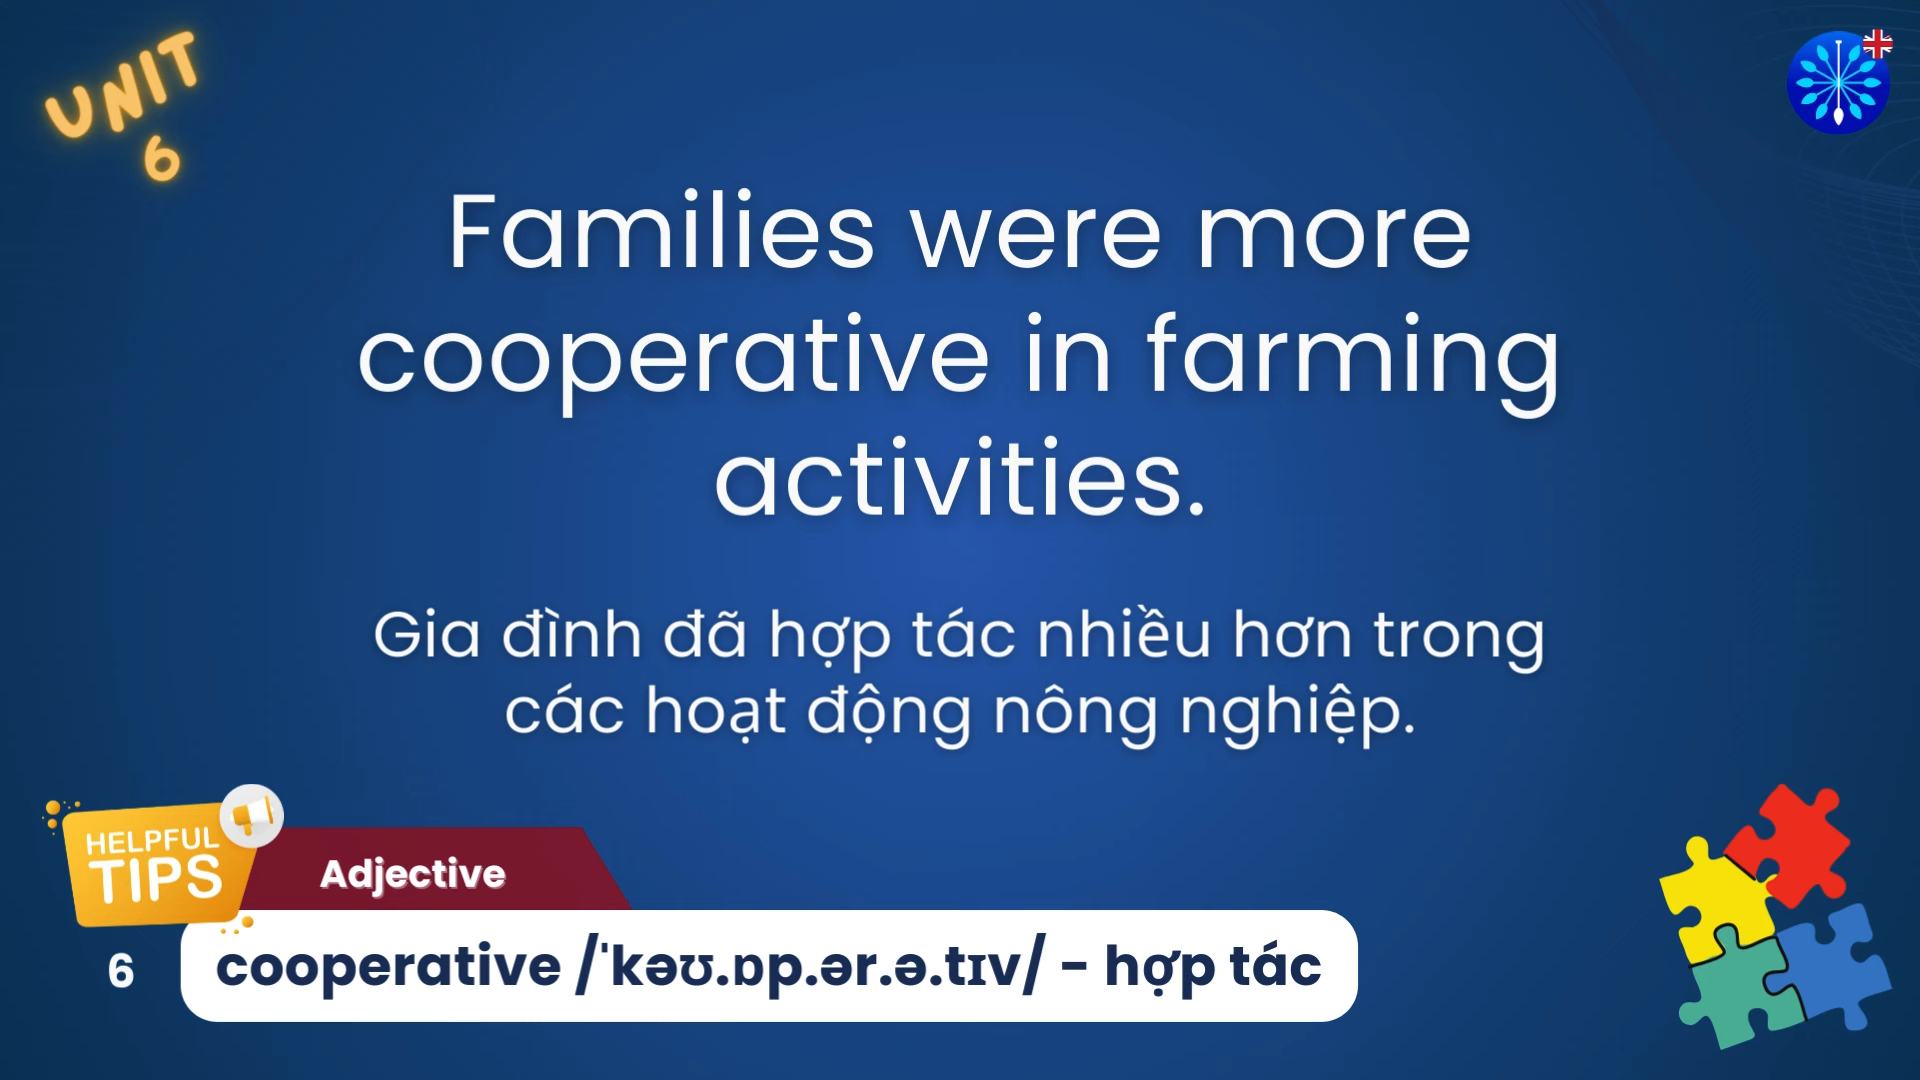 UNIT
6
Families were more
cooperative in farming
activities.
Gia đình đã hợp tác nhiều hơn trong
các hoạt động nông nghiệp.
HELPFUL
TIPS
Adjective
6
cooperative /ˈkəʊ.ɒp.ər.ə.tɪv/ - hợp tác